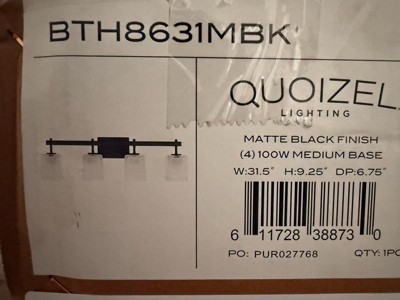 BTH8631MBK
QUOIZEL
LIGHTING
MATTE BLACK FINISH
(4) 100W MEDIUM BASE
W:31.5" H:9.25" DP:6.75"
6 11728 38873 0
PO: PUR027768 QTY: 1PC